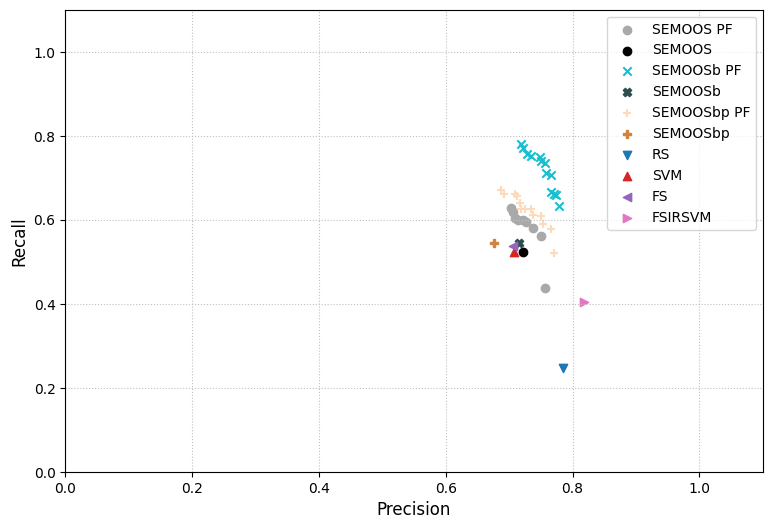 SEMOOS PF
SEMOOS
SEMOOSb PF
SEMOOSb
SEMOOSbp PF
SEMOOSbp
RS
SVM
FS
FSIRSVM
1.0
0.8
0.6
0.4
0.2
0.0
Recall
0.0 0.2 0.4 0.6 0.8 1.0
Precision